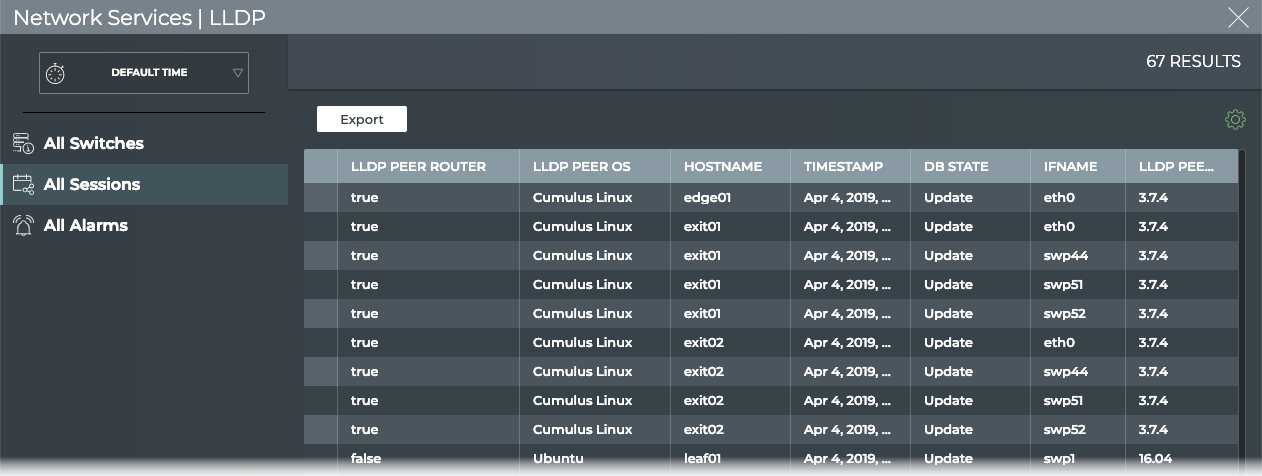 Network Services | LLDP
DEFAULT TIME
67 RESULTS
Export
All Switches
All Sessions
All Alarms
LLDP PEER ROUTER LLDP PEER OS HOSTNAME TIMESTAMP DB STATE IFNAME LLDP PEE...
true Cumulus Linux edge01 Apr 4, 2019, ... Update eth0 3.7.4
true Cumulus Linux exit01 Apr 4, 2019, ... Update eth0 3.7.4
true Cumulus Linux exit01 Apr 4, 2019, ... Update swp44 3.7.4
true Cumulus Linux exit01 Apr 4, 2019, ... Update swp51 3.7.4
true Cumulus Linux exit01 Apr 4, 2019, ... Update swp52 3.7.4
true Cumulus Linux exit02 Apr 4, 2019, ... Update eth0 3.7.4
true Cumulus Linux exit02 Apr 4, 2019, ... Update swp44 3.7.4
true Cumulus Linux exit02 Apr 4, 2019, ... Update swp51 3.7.4
true Cumulus Linux exit02 Apr 4, 2019, ... Update swp52 3.7.4
false Ubuntu leaf01 Apr 4, 2019, ... Update swp1 16.04